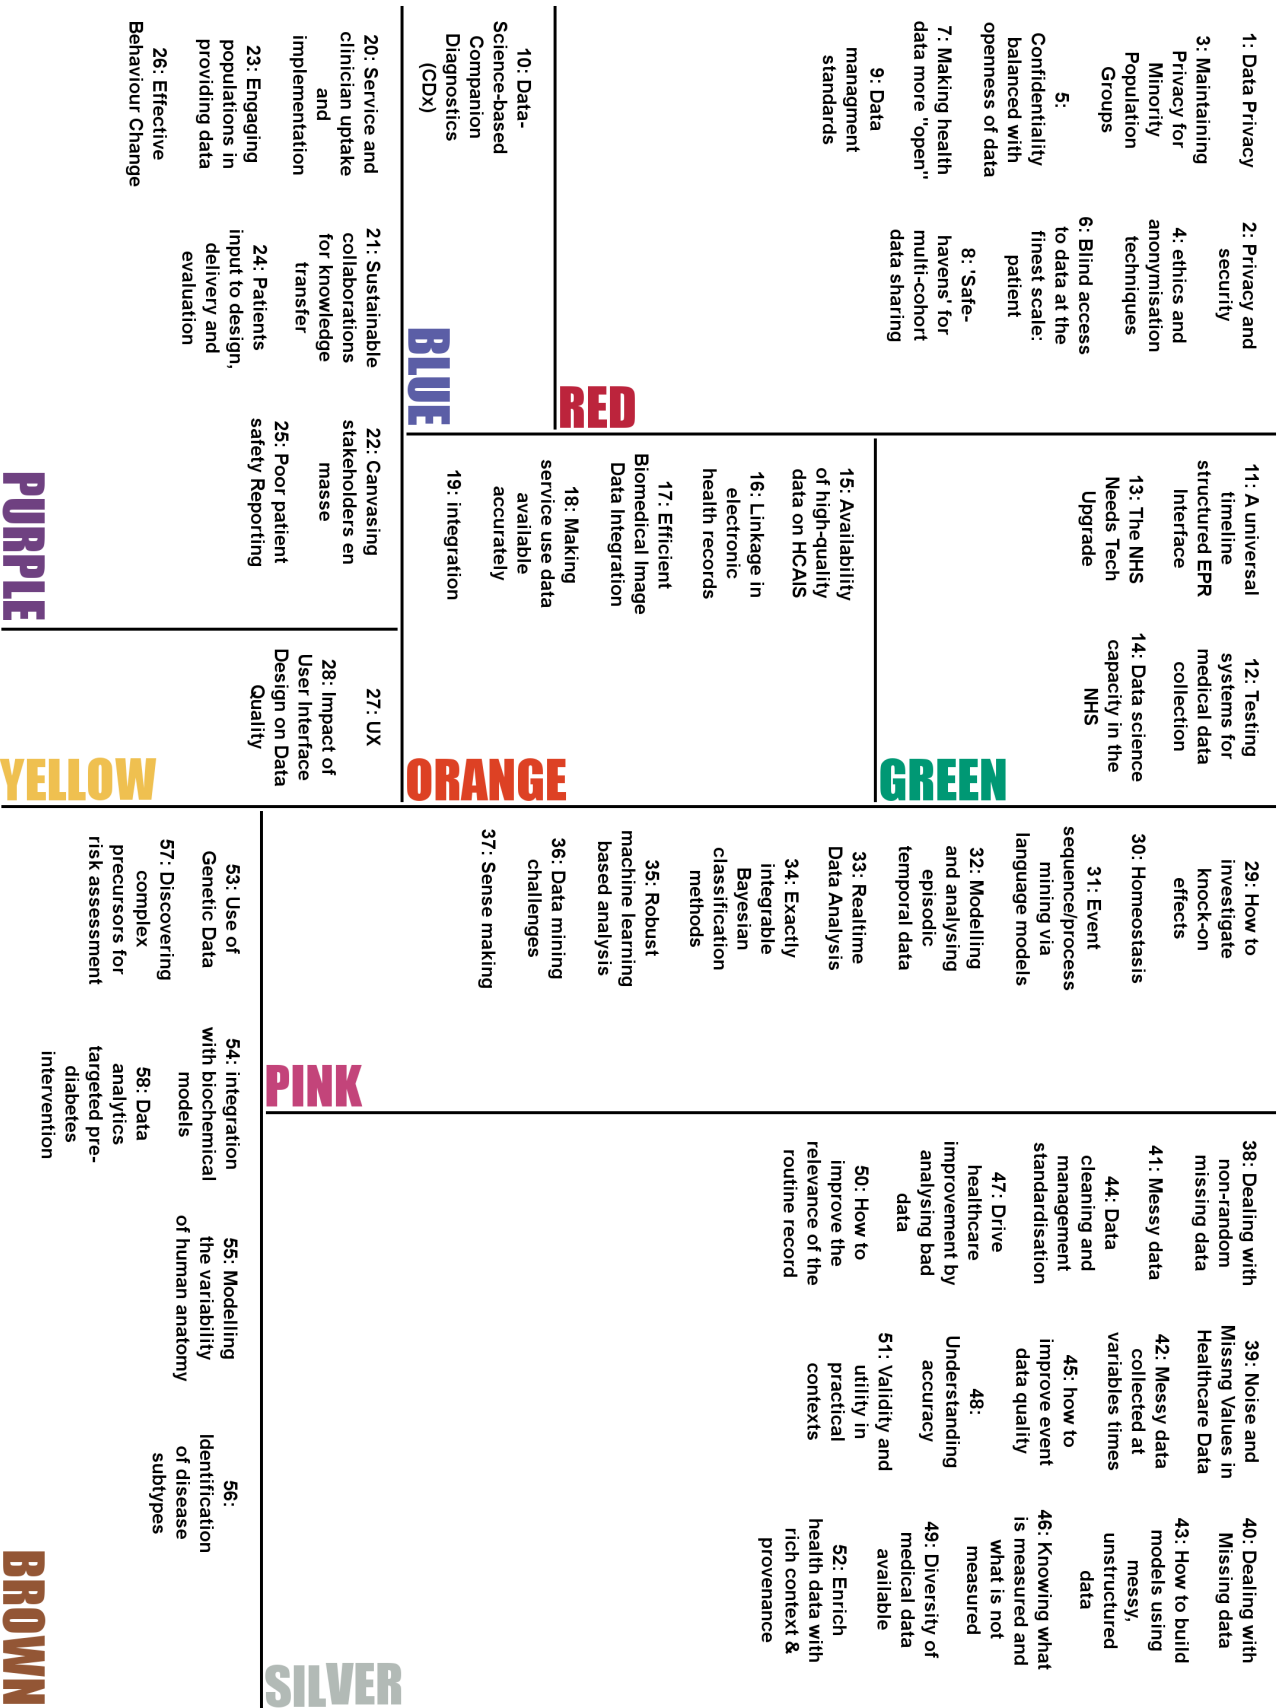 1: Data Privacy
2: Privacy and
security
3: Maintaining
Privacy for
Minority
Population
Groups
4: ethics and
anonymisation
techniques
5:
Confidentiality
balanced with
openness of data
6: Blind access
to data at the
finest scale:
patient
7: Making health
data more "open"
8: 'Safe-
havens' for
multi-cohort
data sharing
9: Data
managment
standards
RED
10: Data-
Science-based
Companion
Diagnostics
(CDx)
BLUE
11: A universal
timeline
structured EPR
Interface
12: Testing
systems for
medical data
collection
13: The NHS
Needs Tech
Upgrade
14: Data science
capacity in the
NHS
GREEN
15: Availability
of high-quality
data on HCAIS
16: Linkage in
electronic
health records
17: Efficient
Biomedical Image
Data Integration
18: Making
service use data
available
accurately
19: integration
ORANGE
20: Service and
clinician uptake
and
implementation
21: Sustainable
collaborations
for knowledge
transfer
22: Canvasing
stakeholders en
masse
23: Engaging
populations in
providing data
24: Patients
input to design,
delivery and
evaluation
25: Poor patient
safety Reporting
26: Effective
Behaviour Change
PURPLE
27: UX
28: Impact of
User Interface
Design on Data
Quality
YELLOW
29: How to
investigate
knock-on
effects
30: Homeostasis
31: Event
sequence/process
mining via
language models
32: Modelling
and analysing
episodic
temporal data
33: Realtime
Data Analysis
34: Exactly
integrable
Bayesian
classification
methods
35: Robust
machine learning
based analysis
36: Data mining
challenges
37: Sense making
PINK
38: Dealing with
non-random
missing data
39: Noise and
Missng Values in
Healthcare Data
40: Dealing with
Missing data
41: Messy data
42: Messy data
collected at
variables times
43: How to build
models using
messy,
unstructured
data
44: Data
cleaning and
management
standardisation
45: how to
improve event
data quality
46: Knowing what
is measured and
what is not
measured
47: Drive
healthcare
improvement by
analysing bad
data
48:
Understanding
accuracy
49: Diversity of
medical data
available
50: How to
improve the
relevance of the
routine record
51: Validity and
utility in
practical
contexts
52: Enrich
health data with
rich context &
provenance
SILVER
53: Use of
Genetic Data
54: integration
with biochemical
models
55: Modelling
the variability
of human anatomy
56:
Identification
of disease
subtypes
57: Discovering
complex
precursors for
risk assessment
58: Data
analytics
targeted pre-
diabetes
intervention
BROWN